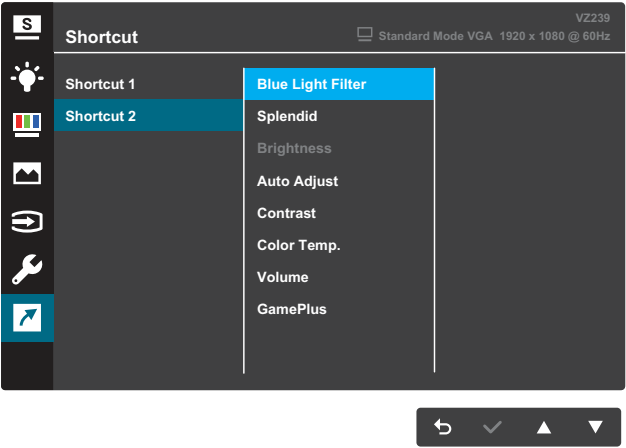 S
VZ239
Shortcut
Standard Mode VGA 1920 x 1080 @ 60Hz
Shortcut 1
Shortcut 2
Blue Light Filter
Splendid
Brightness
Auto Adjust
Contrast
Color Temp.
Volume
GamePlus